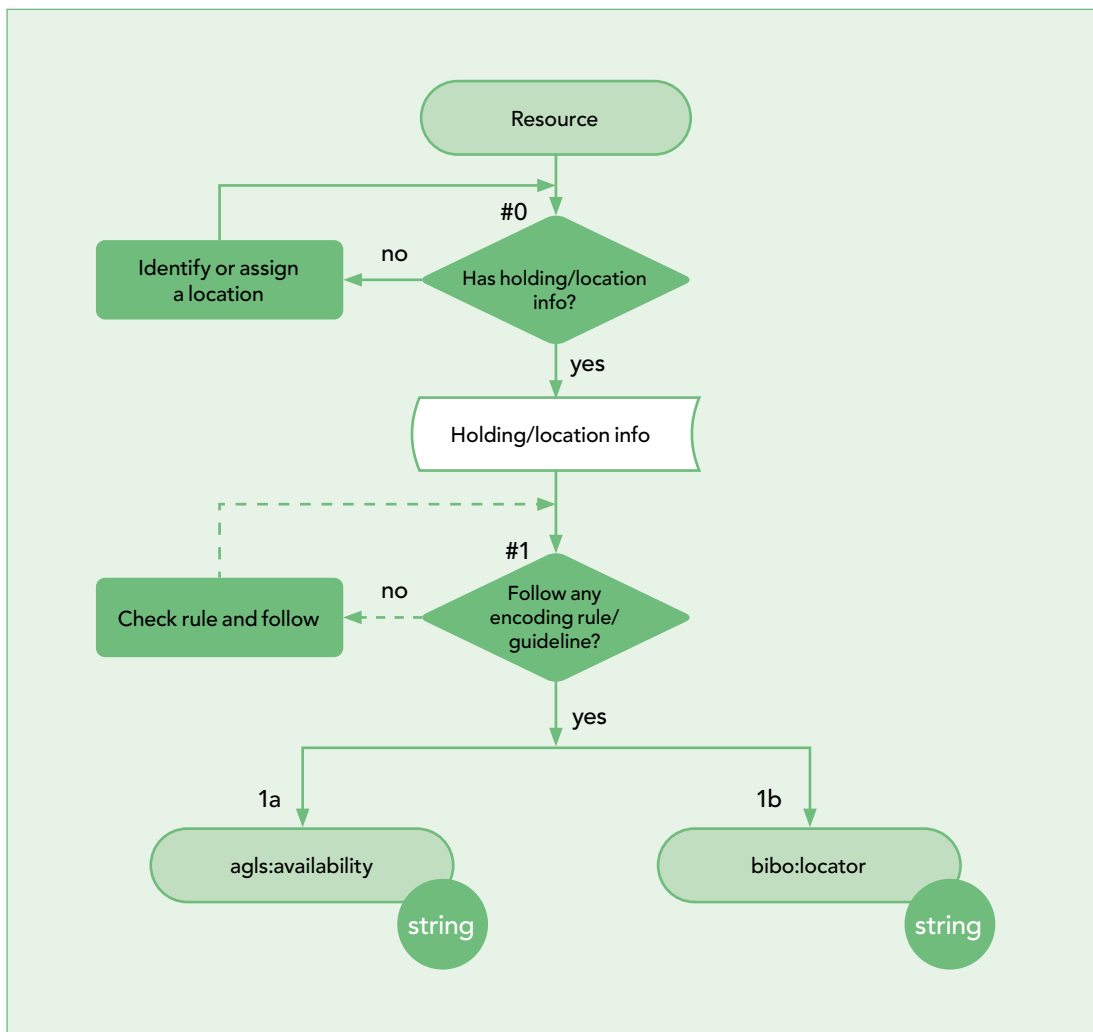 Resource
#0
Has holding/location
info?
no
Identify or assign
a location
yes
Holding/location info
#1
Follow any
encoding rule/
guideline?
no
Check rule and follow
yes
1a
1b
agls:availability
string
bibo:locator
string